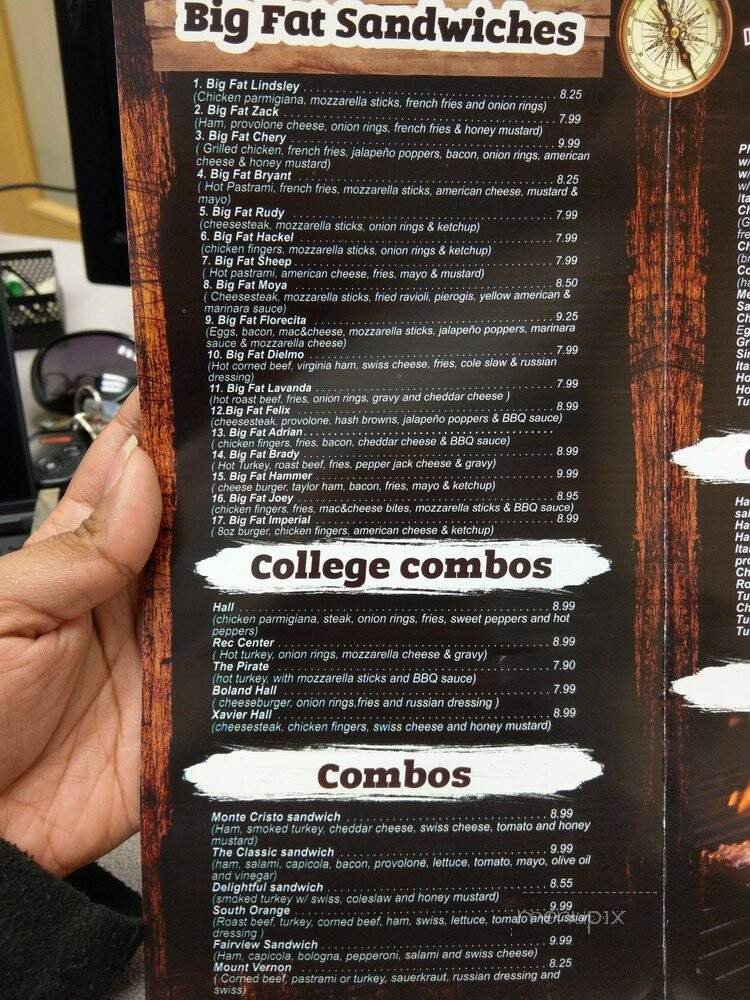 Big Fat Sandwiches
1. Big Fat Lindsley 8.25
(Chicken parmigiana, mozzarella sticks, french fries and onion rings)
2. Big Fat Zack 7.99
(Ham, provolone cheese, onion rings, french fries & honey mustard)
3. Big Fat Chery 9.99
( Grilled chicken, french fries, jalapeño poppers, bacon, onion rings, american
cheese & honey mustard)
4. Big Fat Bryant 8.25
( Hot Pastrami, french fries, mozzarella sticks, american cheese, mustard &
mayo)
5. Big Fat Rudy 7.99
(cheesesteak, mozzarella sticks, onion rings & ketchup)
6. Big Fat Hackel 7.99
(chicken fingers, mozzarella sticks, onion rings & ketchup)
7. Big Fat Sheep 7.99
( Hot pastrami, american cheese, fries, mayo & mustard)
8. Big Fat Moya 8.50
( Cheesesteak, mozzarella sticks, fried ravioli, pierogis, yellow american &
marinara sauce)
9. Big Fat Florecita 9.25
(Eggs, bacon, mac&cheese, mozzarella sticks, jalapeño poppers, marinara
sauce & mozzarella cheese)
10. Big Fat Dielmo 7.99
(Hot corned beef, virginia ham, swiss cheese, fries, cole slaw & russian
dressing)
11. Big Fat Lavanda 7.99
(hot roast beef, fries, onion rings, gravy and cheddar cheese )
12.Big Fat Felix 8.99
(cheesesteak, provolone, hash browns, jalapeño poppers & BBQ sauce)
13. Big Fat Adrian
( chicken fingers, fries, bacon, cheddar cheese & BBQ sauce)
14. Big Fat Brady 8.99
( Hot Turkey, roast beef, fries, pepper jack cheese & gravy)
15. Big Fat Hammer 9.99
( cheese burger, taylor ham, bacon, fries, mayo & ketchup)
16. Big Fat Joey 8.95
(chicken fingers, fries, mac&cheese bites, mozzarella sticks & BBQ sauce)
17. Big Fat Imperial 8.99
( 8oz burger, chicken fingers, american cheese & ketchup)
College combos
Hall 8.99
(chicken parmigiana, steak, onion rings, fries, sweet peppers and hot
peppers)
Rec Center 8.99
( Hot turkey, onion rings, mozzarella cheese & gravy)
The Pirate 7.90
(hot turkey, with mozzarella sticks and BBQ sauce)
Boland Hall 7.99
( cheeseburger, onion rings,fries and russian dressing )
Xavier Hall 8.99
(cheesesteak, chicken fingers, swiss cheese and honey mustard)
Combos
Monte Cristo sandwich 8.99
(Ham, smoked turkey, cheddar cheese, swiss cheese, tomato and honey
mustard)
The Classic sandwich 9.99
(ham, salami, capicola, bacon, provolone, lettuce, tomato, mayo, olive oil
and vinegar)
Delightful sandwich 8.55
(smoked turkey w/ swiss, coleslaw and honey mustard)
South Orange 9.99
(Roast beef, turkey, corned beef, ham, swiss, lettuce, tomato and russian
dressing )
Fairview Sandwich 9.99
(Ham, capicola, bologna, pepperoni, salami and swiss cheese)
Mount Vernon 8.25
( Corned beef, pastrami or turkey, sauerkraut, russian dressing and
swiss)
menupix